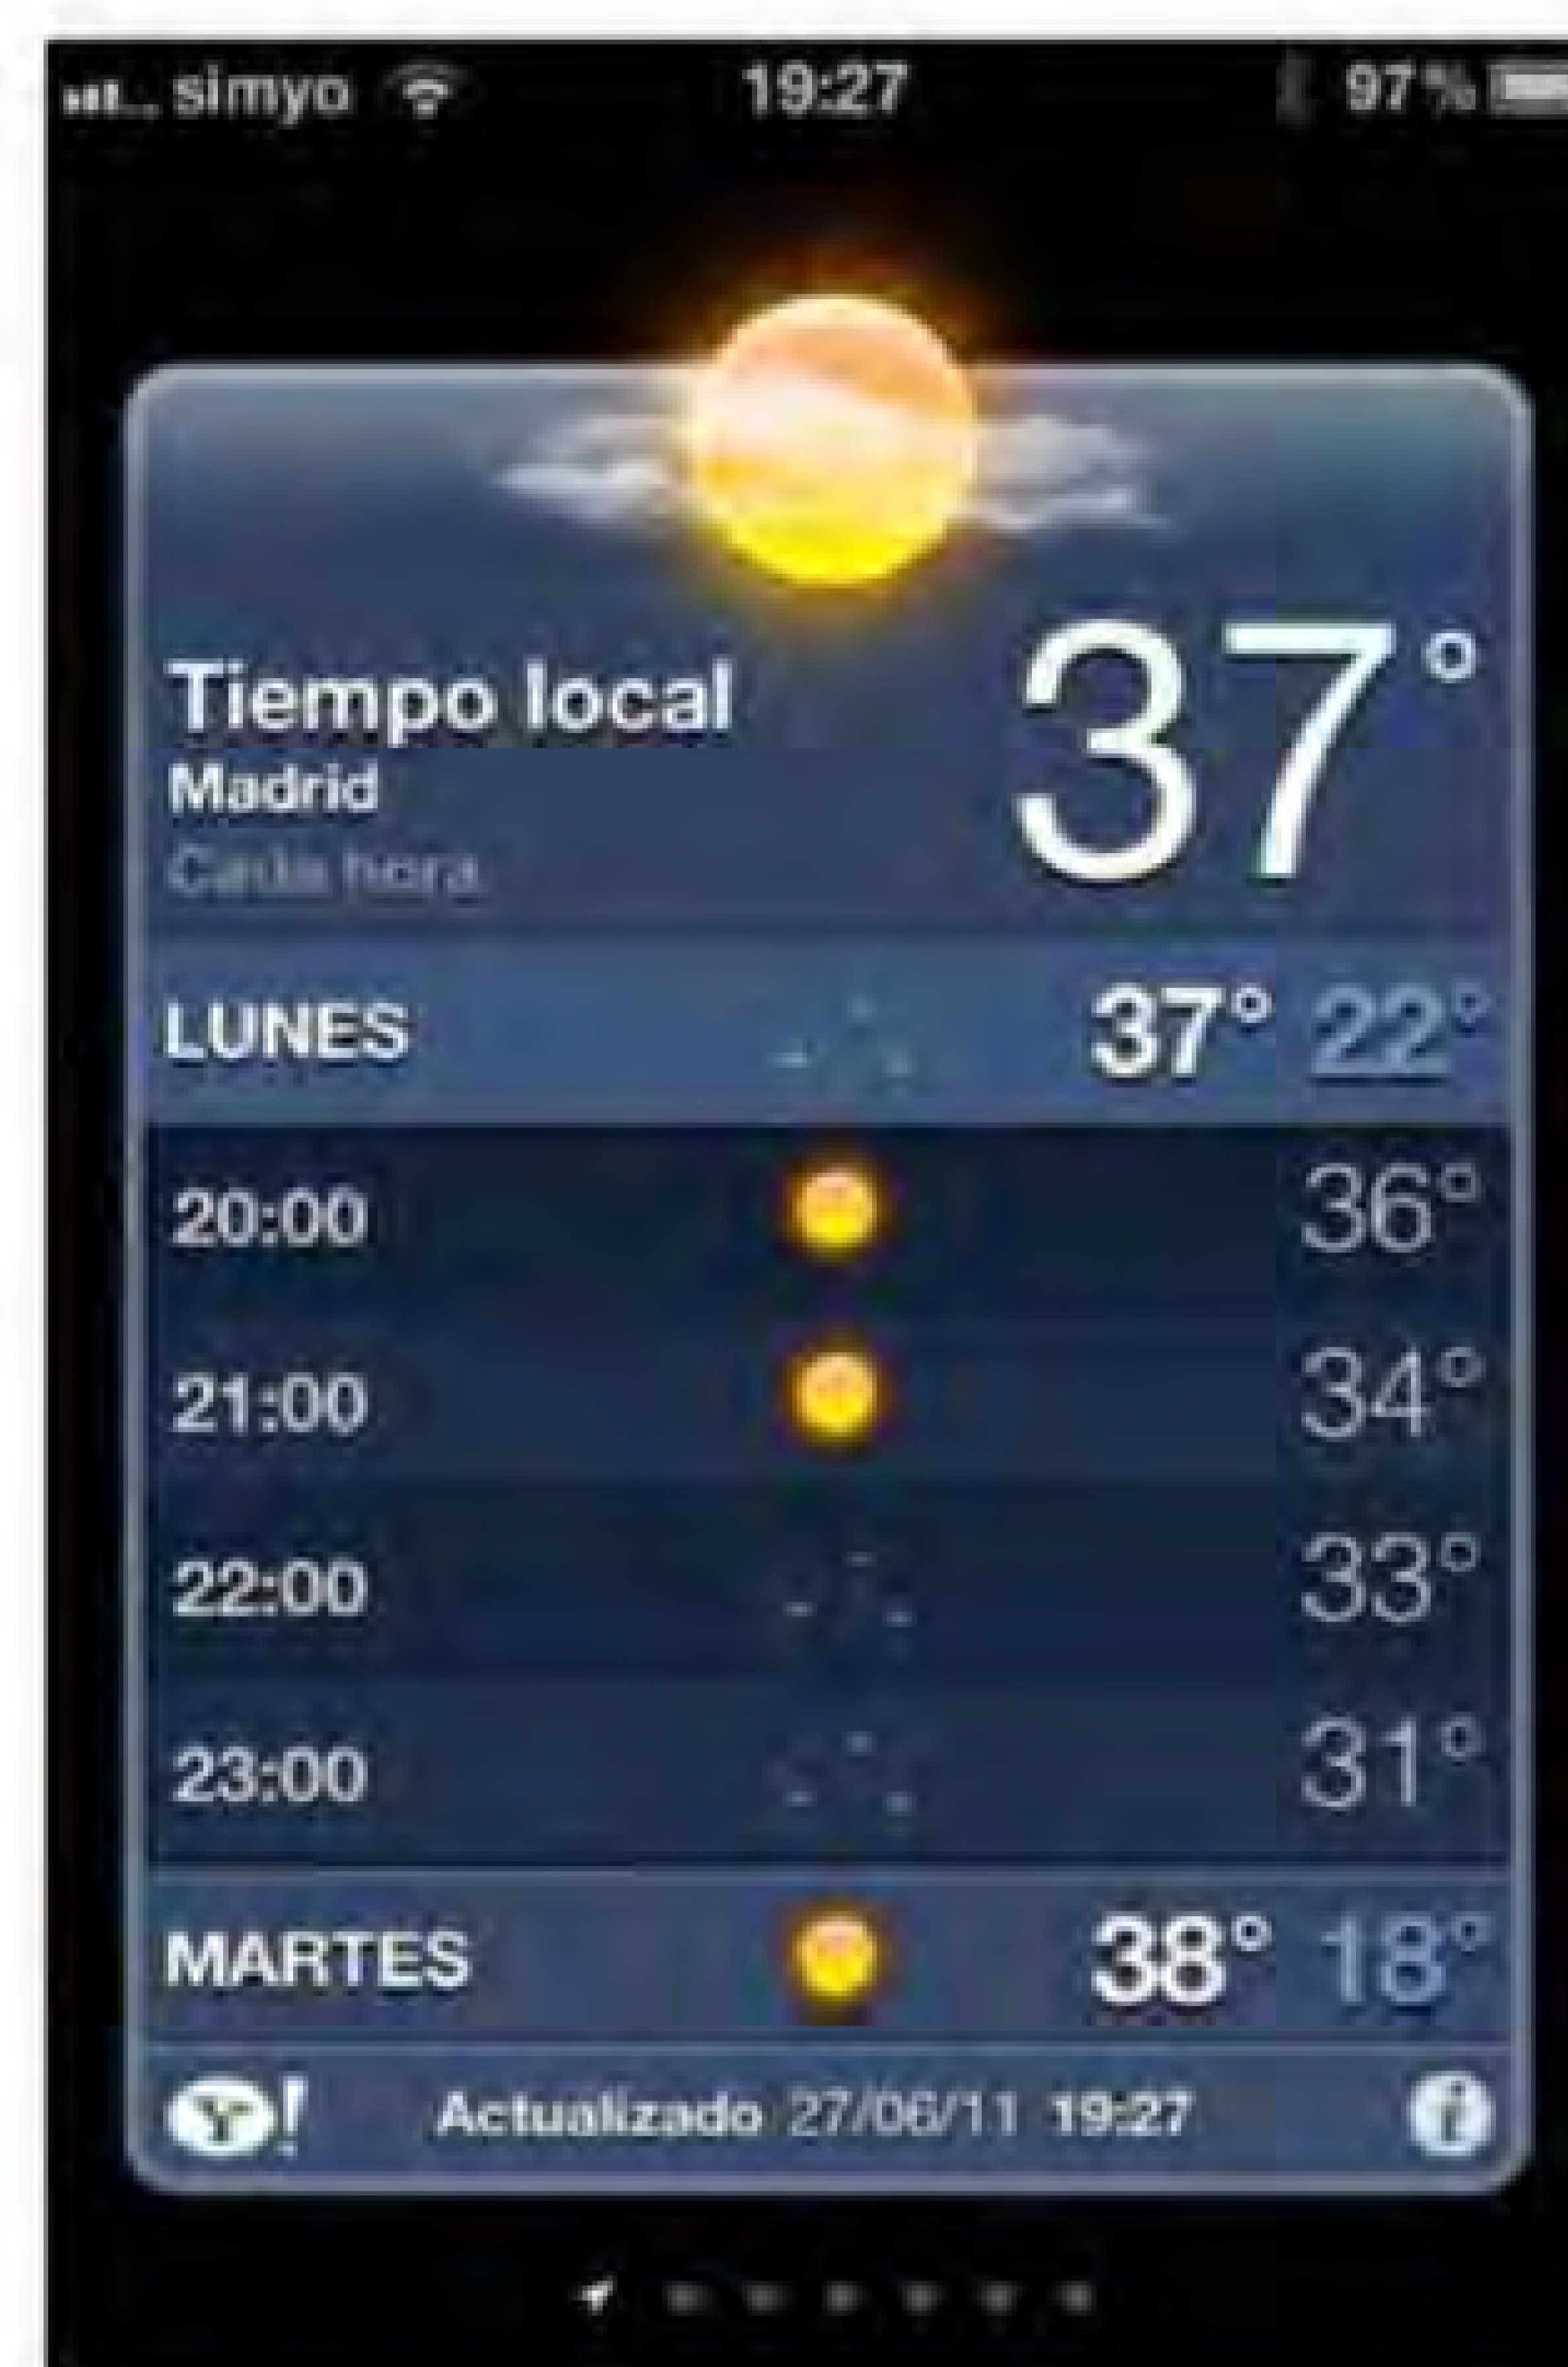 simyo 19:27 97%
Tiempo local
37°
Madrid
Cada hora
LUNES 37° 22°
20:00 36°
21:00 34°
22:00 33°
23:00 31°
MARTES 38° 18°
Y! Actualizado 27/06/11 19:27 i